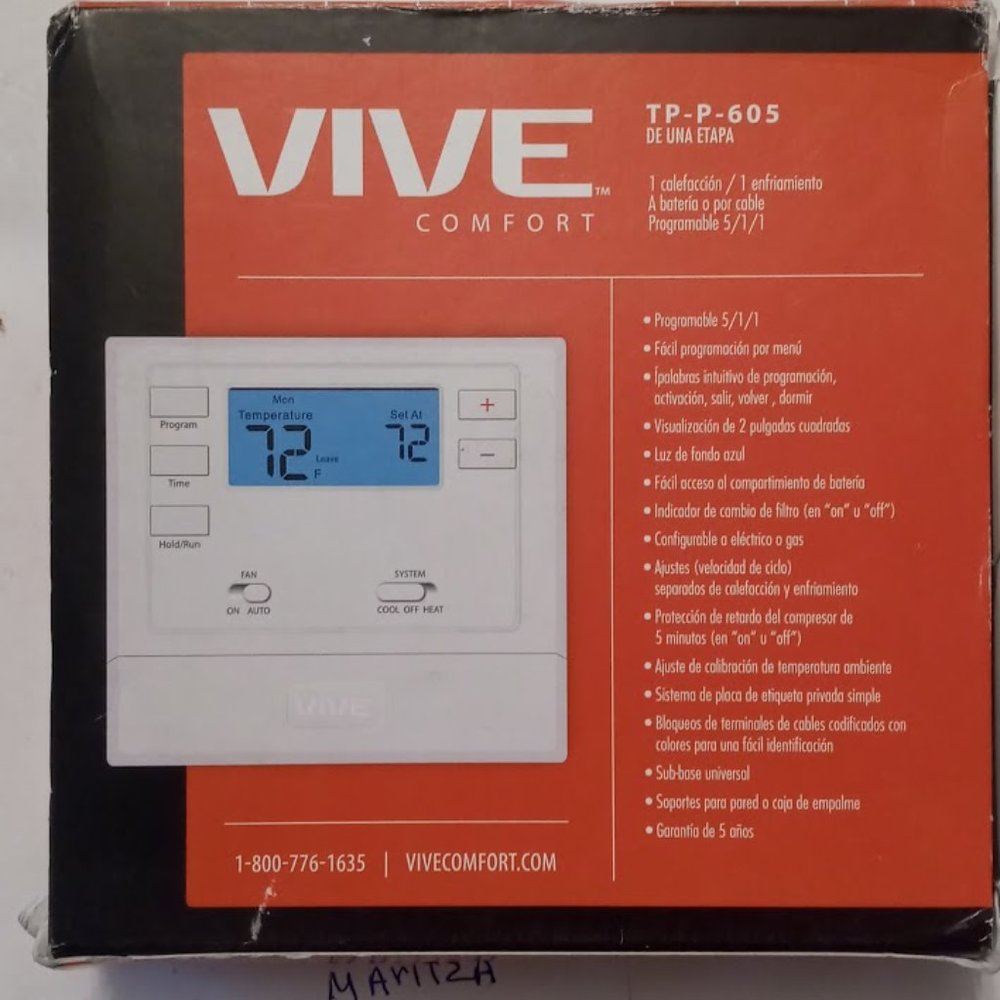 VIVE™
COMFORT
TP-P-605
DE UNA ETAPA
1 calefacción / 1 enfriamiento
A batería o por cable
Programable 5/1/1
• Programable 5/1/1
• Fácil programación por menú
• Ípalabras intuitivo de programación,
activación, salir, volver , dormir
• Visualización de 2 pulgadas cuadradas
• Luz de fondo azul
• Fácil acceso al compartimiento de batería
• Indicador de cambio de filtro (en "on" u "off")
• Configurable a eléctrico o gas
• Ajustes (velocidad de ciclo)
separados de calefacción y enfriamiento
• Protección de retardo del compresor de
5 minutos (en "on" u "off")
• Ajuste de calibración de temperatura ambiente
• Sistema de placa de etiqueta privada simple
• Bloqueos de terminales de cables codificados con
colores para una fácil identificación
• Sub-base universal
• Soportes para pared o caja de empalme
• Garantía de 5 años
Program
Time
Hold/Run
Mon
Temperature
Set At
72
Leave
F
72
+
−
FAN
ON AUTO
SYSTEM
COOL OFF HEAT
VIVE
1-800-776-1635 | VIVECOMFORT.COM
MARITZA